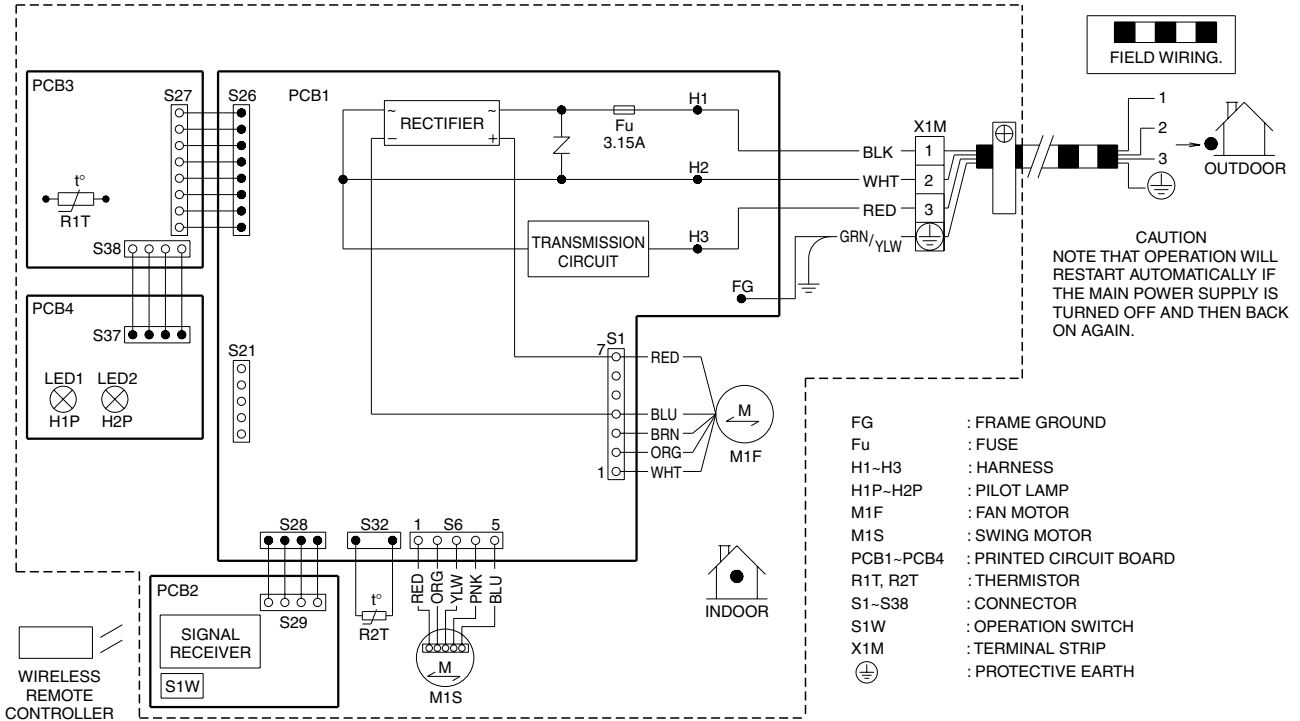 PCB3
S27
S26
t°
R1T
S38
PCB4
S37
LED1
LED2
H1P
H2P
PCB1
~
~
RECTIFIER
−
+
Fu
3.15A
H1
H2
H3
TRANSMISSION
CIRCUIT
FG
S21
7
S1
1
RED
BLU
BRN
ORG
WHT
M
M1F
S28
S32
1
S6
5
t°
R2T
RED
ORG
YLW
PNK
BLU
M
M1S
PCB2
S29
SIGNAL
RECEIVER
S1W
WIRELESS
REMOTE
CONTROLLER
INDOOR
BLK
WHT
RED
GRN/YLW
X1M
1
2
3
FIELD WIRING.
1
2
3
OUTDOOR
CAUTION
NOTE THAT OPERATION WILL
RESTART AUTOMATICALLY IF
THE MAIN POWER SUPPLY IS
TURNED OFF AND THEN BACK
ON AGAIN.
FG : FRAME GROUND
Fu : FUSE
H1~H3 : HARNESS
H1P~H2P : PILOT LAMP
M1F : FAN MOTOR
M1S : SWING MOTOR
PCB1~PCB4 : PRINTED CIRCUIT BOARD
R1T, R2T : THERMISTOR
S1~S38 : CONNECTOR
S1W : OPERATION SWITCH
X1M : TERMINAL STRIP
: PROTECTIVE EARTH